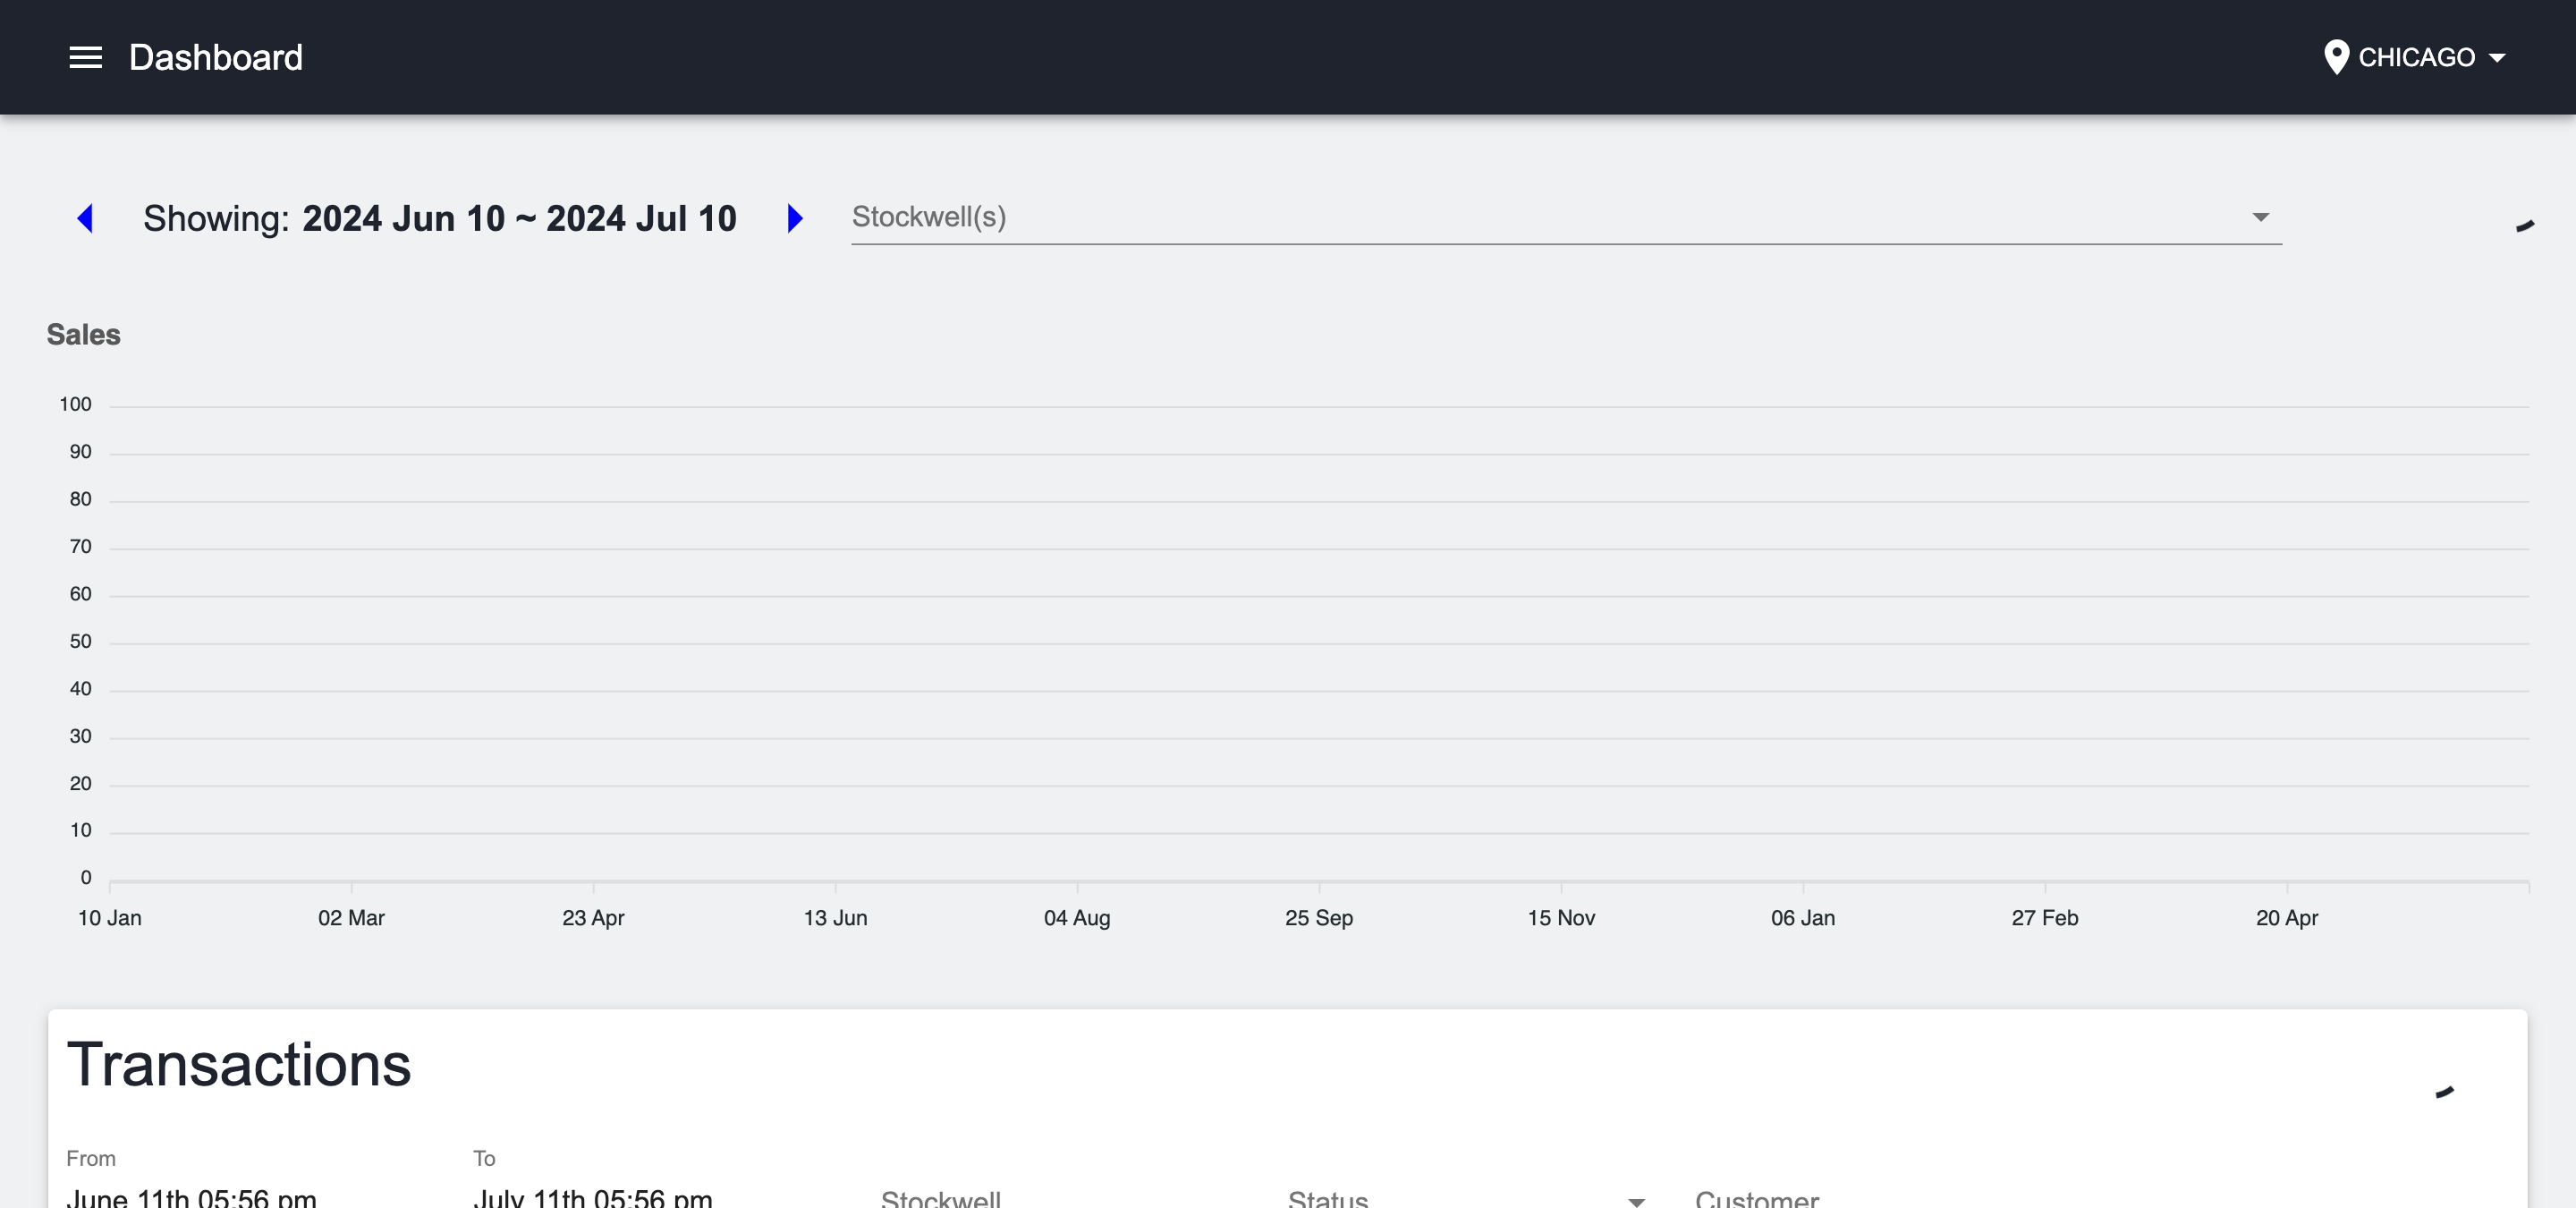 Dashboard
CHICAGO
Showing: 2024 Jun 10 ~ 2024 Jul 10
Stockwell(s)
Sales
100
90
80
70
60
50
40
30
20
10
0
10 Jan 02 Mar 23 Apr 13 Jun 04 Aug 25 Sep 15 Nov 06 Jan 27 Feb 20 Apr
Transactions
From To
June 11th 05:56 pm July 11th 05:56 pm Stockwell Status Customer